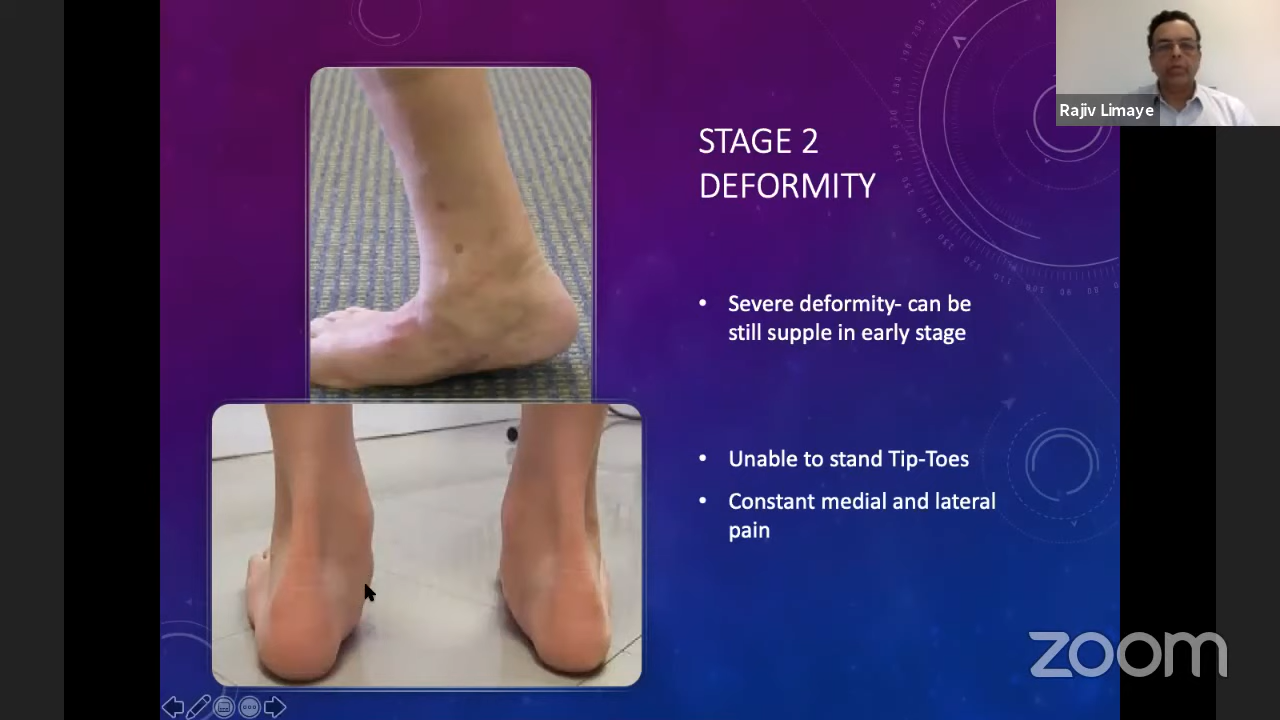 Rajiv Limaye
STAGE 2
DEFORMITY
• Severe deformity- can be
still supple in early stage
• Unable to stand Tip-Toes
• Constant medial and lateral
pain
zoom